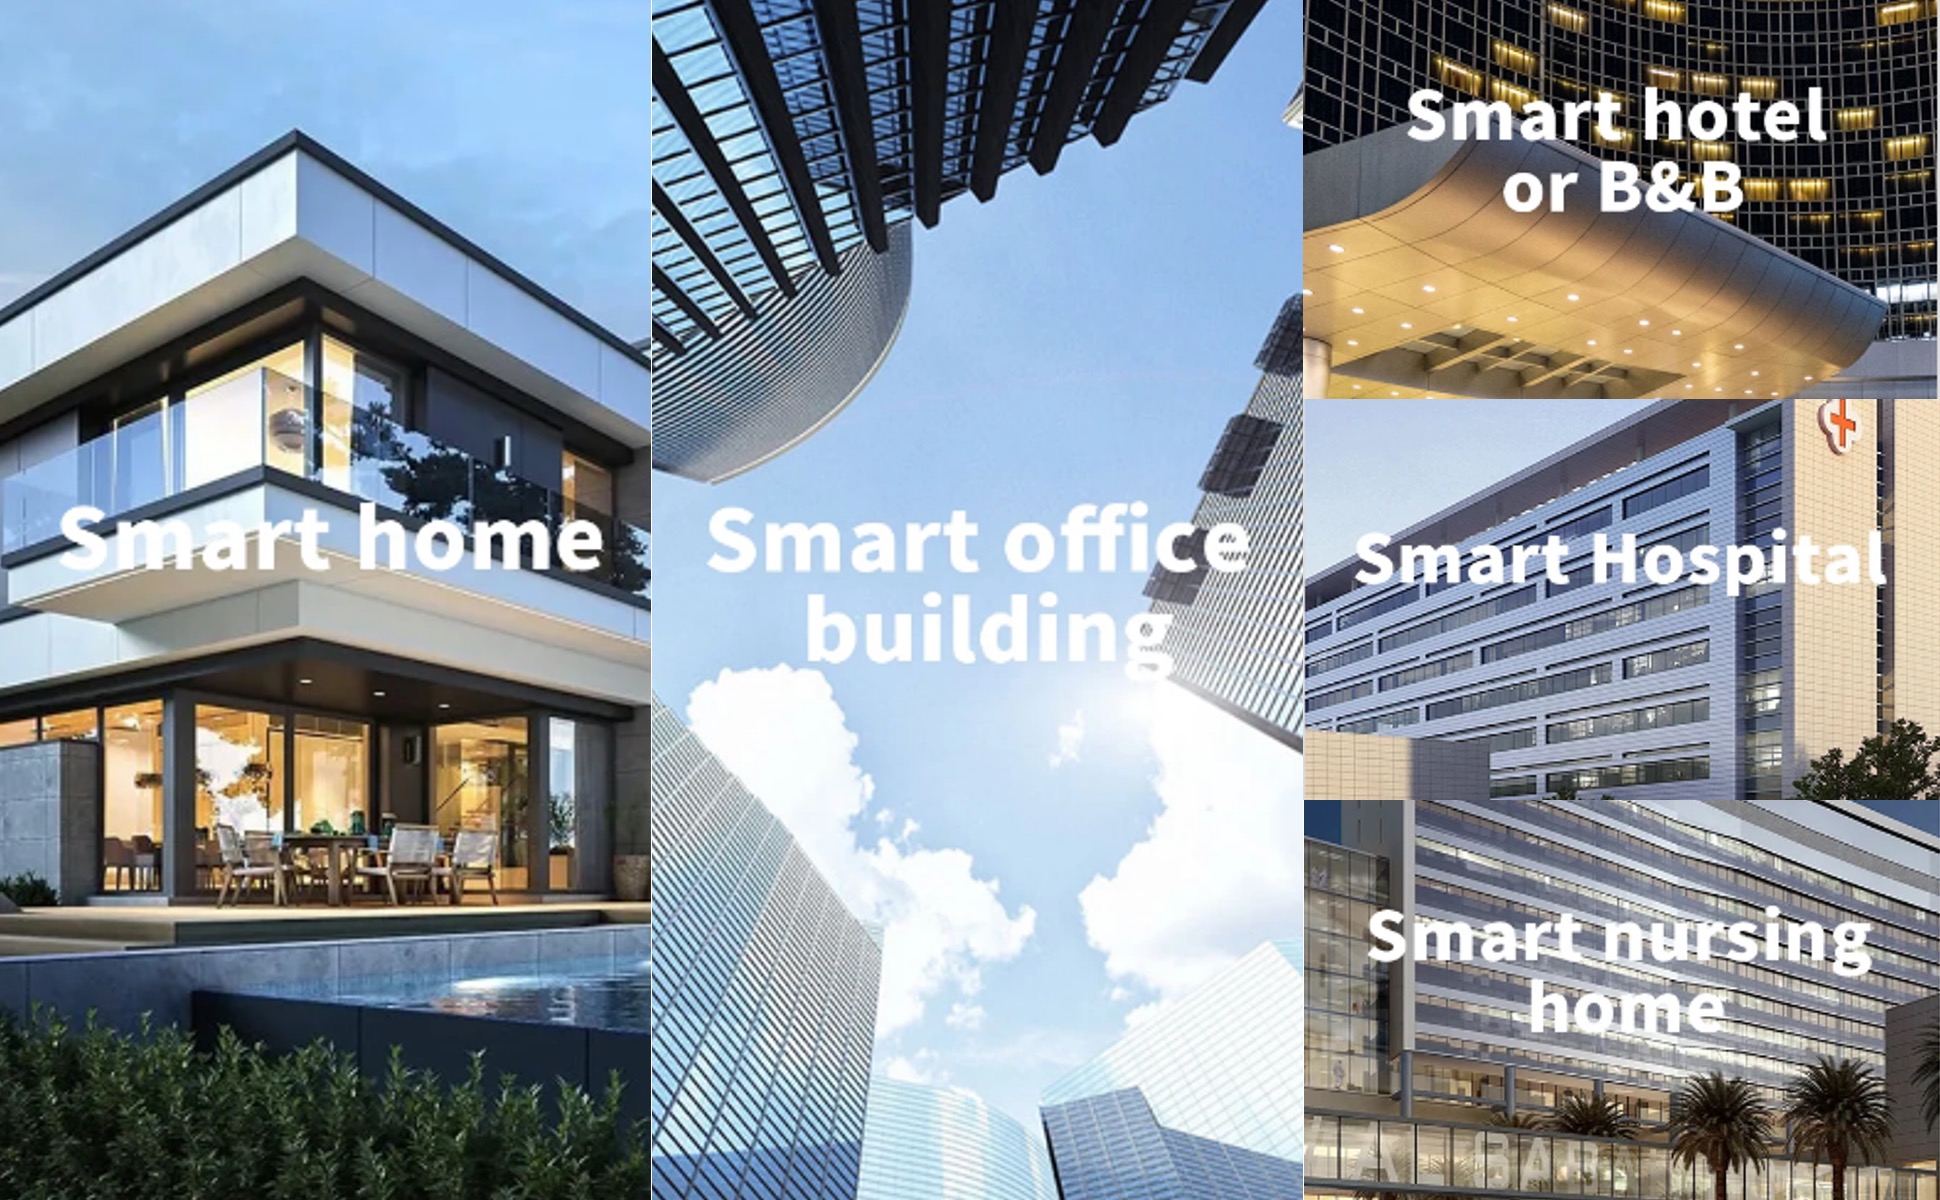 Smart home
Smart office
building
Smart hotel
or B&B
Smart Hospital
Smart nursing
home